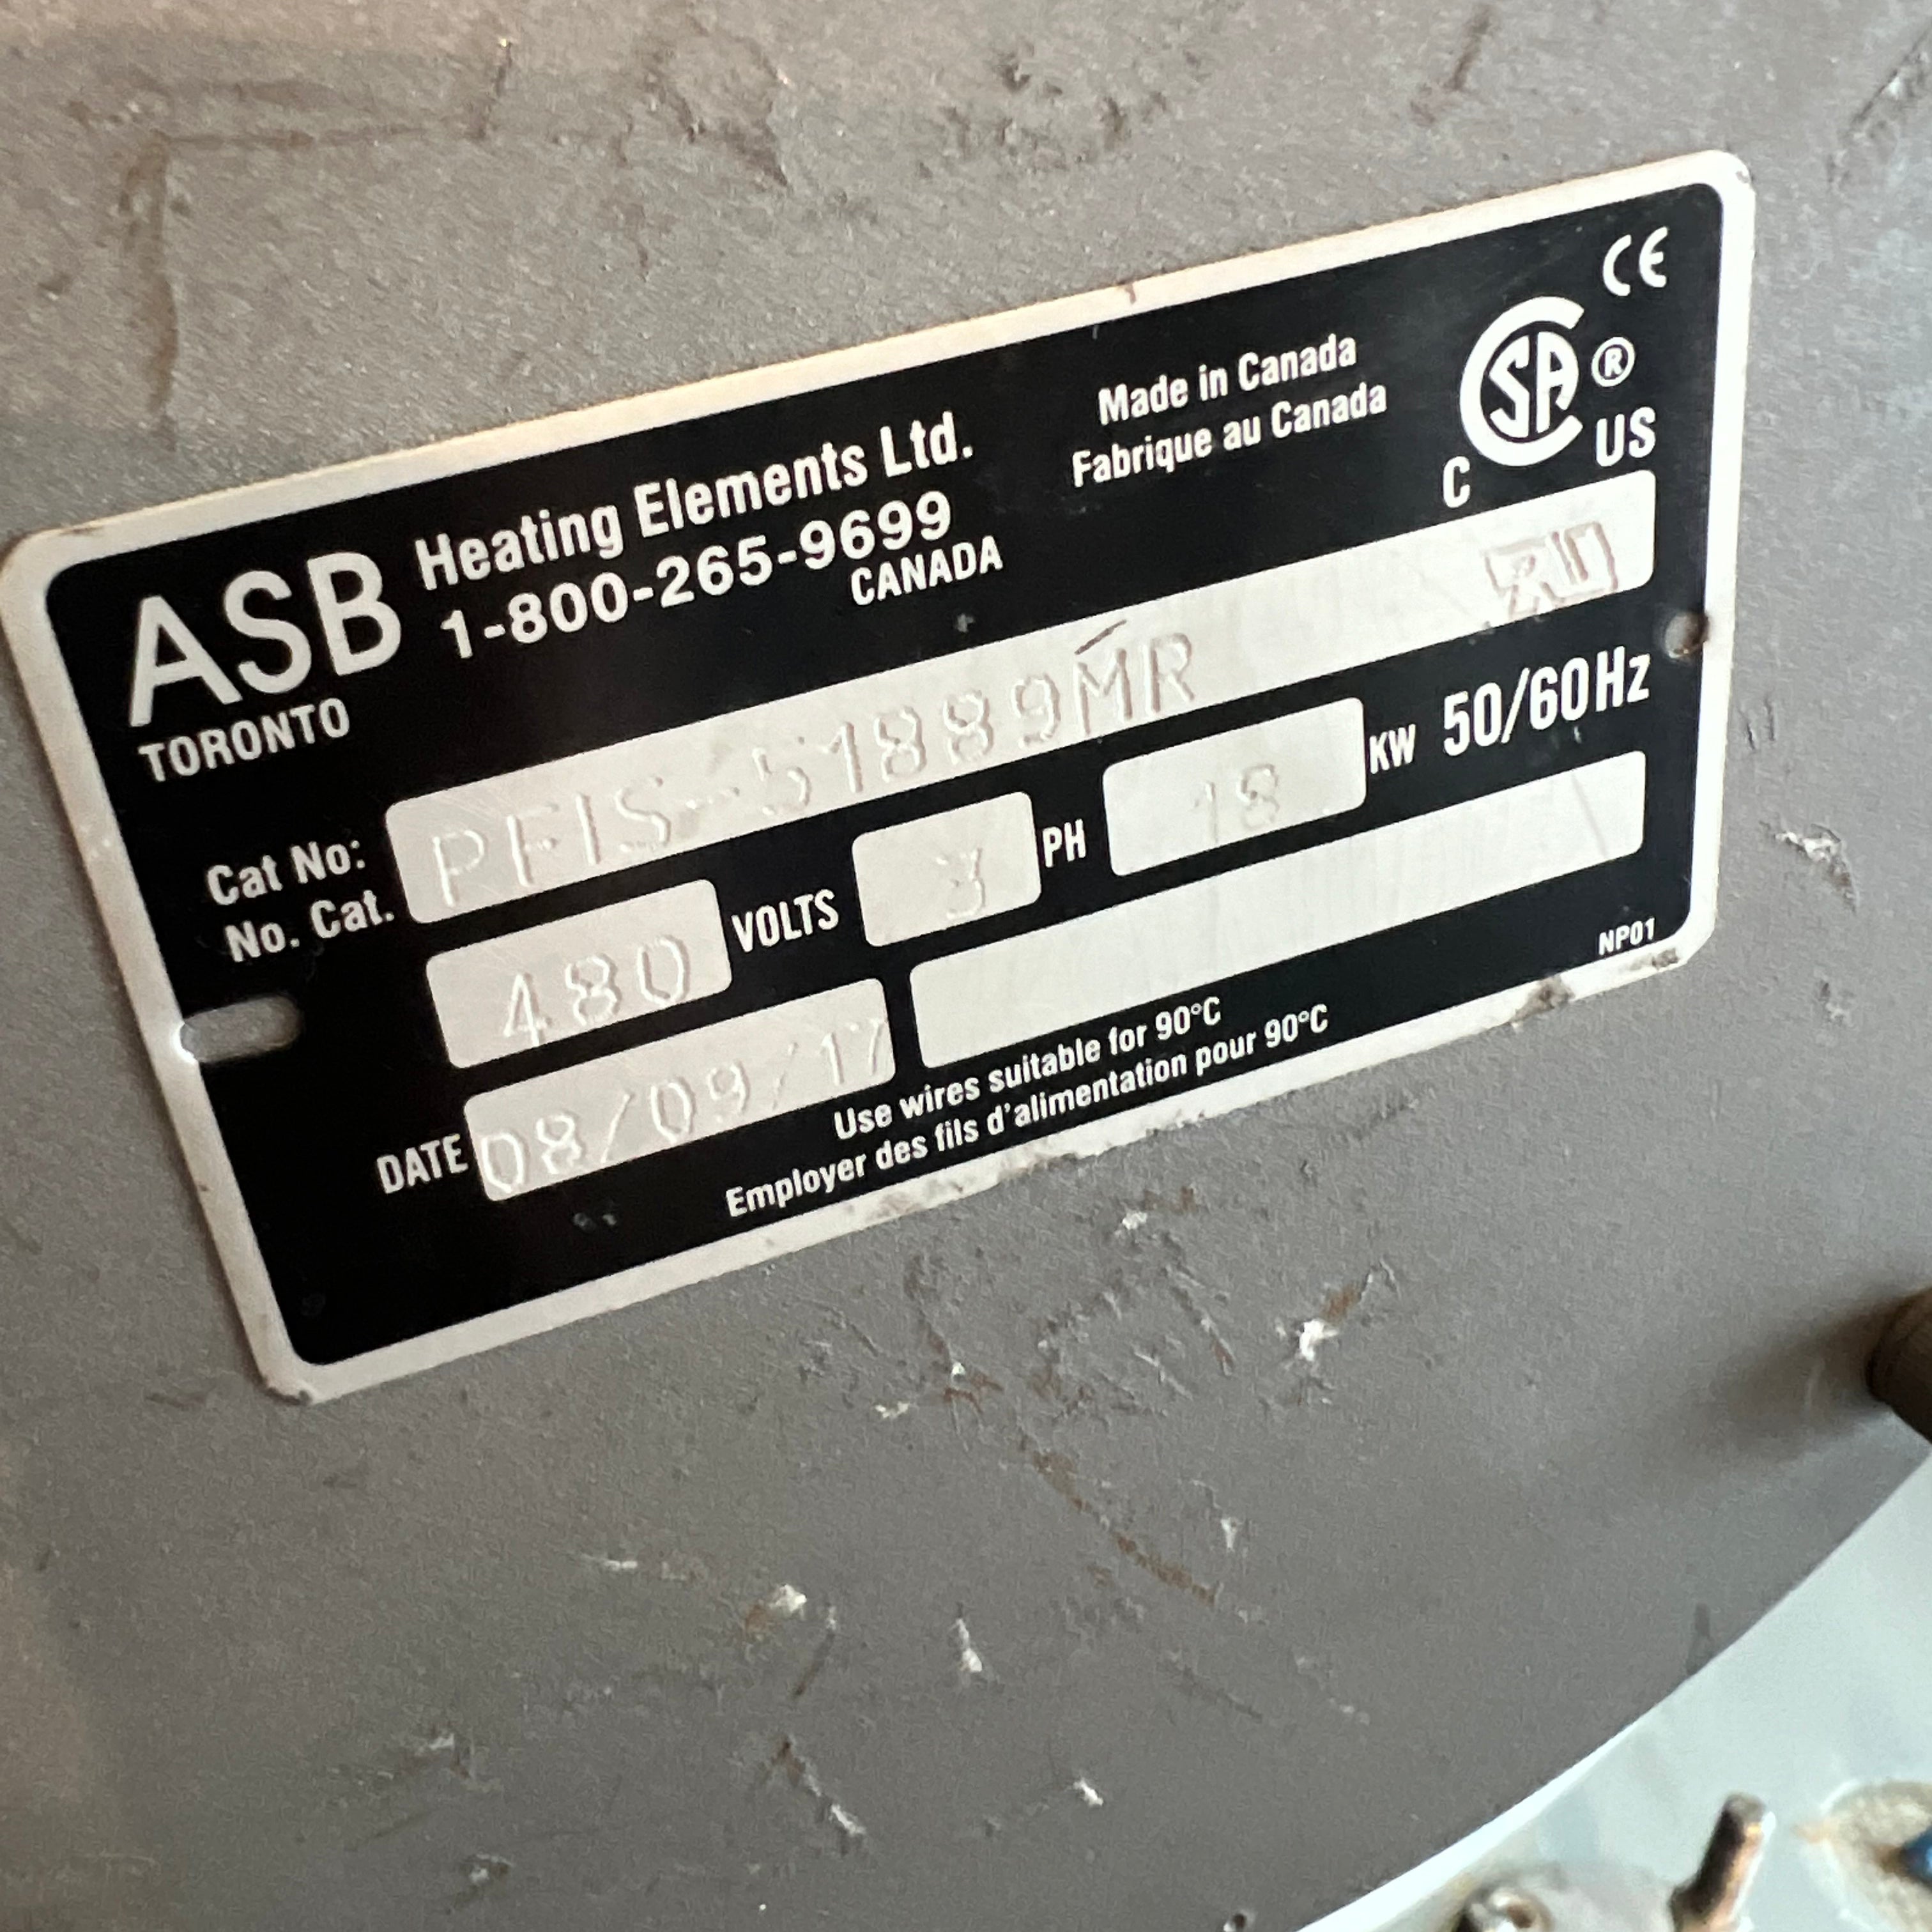 CE
ASB Heating Elements Ltd.
1-800-265-9699
CANADA
TORONTO
Made in Canada
Fabrique au Canada
C SA ® US
Cat No:
No. Cat.
PFIS-51889MR
480 VOLTS 3 PH 18 KW 50/60Hz
DATE 08/09/17
NP01
Use wires suitable for 90°C
Employer des fils d'alimentation pour 90°C